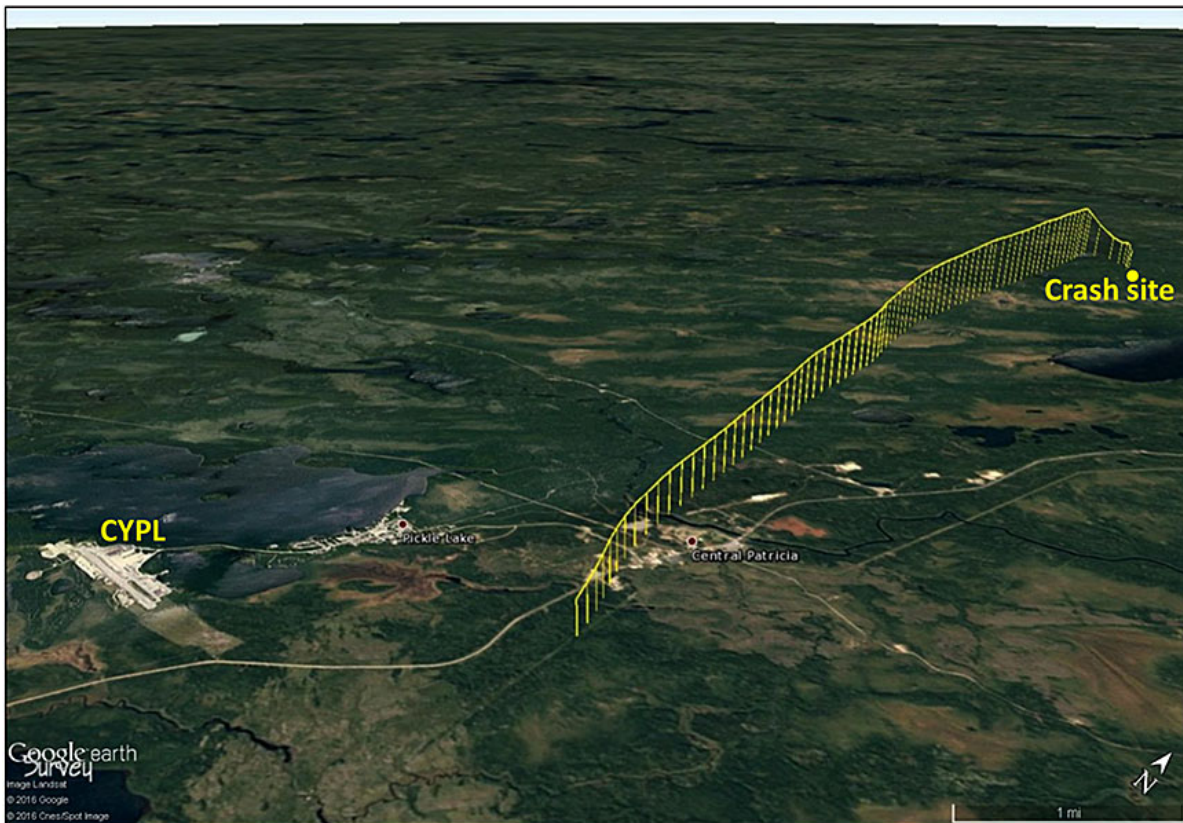 Crash site
CYPL
Pickle Lake
Central Patricia
Google earth
Survey
Image Landsat
© 2016 Google
© 2016 Cnes/Spot Image
N
1 mi